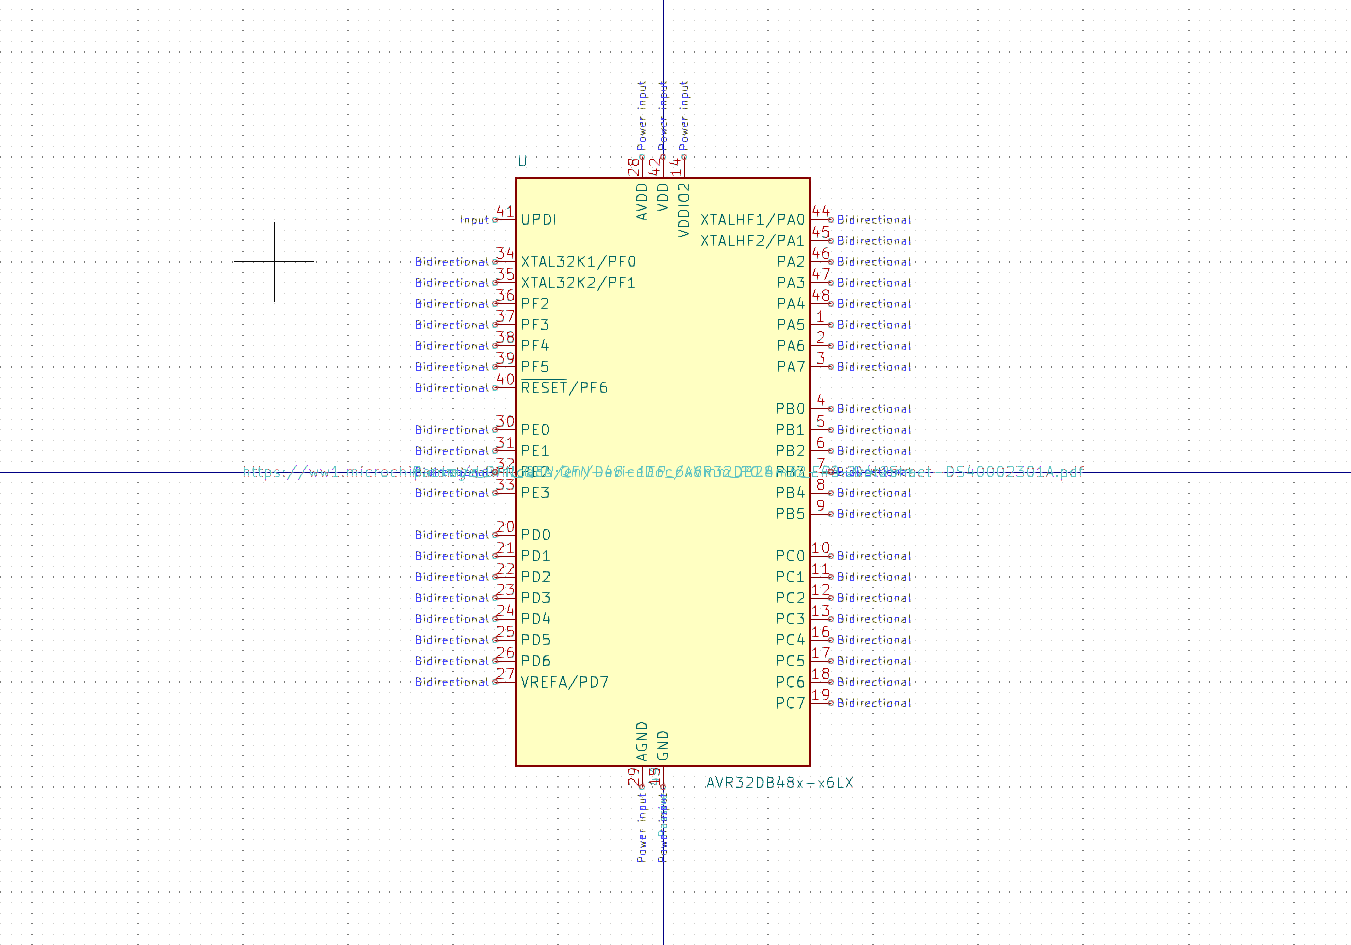 Power input Power input Power input
28 42 14
U
AVDD VDD VDDIO2
Input 41 UPDI XTALHF1/PA0 44 Bidirectional
XTALHF2/PA1 45 Bidirectional
Bidirectional 34 XTAL32K1/PF0 PA2 46 Bidirectional
Bidirectional 35 XTAL32K2/PF1 PA3 47 Bidirectional
Bidirectional 36 PF2 PA4 48 Bidirectional
Bidirectional 37 PF3 PA5 1 Bidirectional
Bidirectional 38 PF4 PA6 2 Bidirectional
Bidirectional 39 PF5 PA7 3 Bidirectional
Bidirectional 40 RESET/PF6
PB0 4 Bidirectional
Bidirectional 30 PE0 PB1 5 Bidirectional
Bidirectional 31 PE1 PB2 6 Bidirectional
https://ww1.microchip 32 PE2 PB3 7 DS40002301A.pdf
Bidirectional 33 PE3 PB4 8 Bidirectional
PB5 9 Bidirectional
Bidirectional 20 PD0
Bidirectional 21 PD1 PC0 10 Bidirectional
Bidirectional 22 PD2 PC1 11 Bidirectional
Bidirectional 23 PD3 PC2 12 Bidirectional
Bidirectional 24 PD4 PC3 13 Bidirectional
Bidirectional 25 PD5 PC4 16 Bidirectional
Bidirectional 26 PD6 PC5 17 Bidirectional
Bidirectional 27 VREFA/PD7 PC6 18 Bidirectional
PC7 19 Bidirectional
AGND GND
29
AVR32DB48x-x6LX
Power input Power input